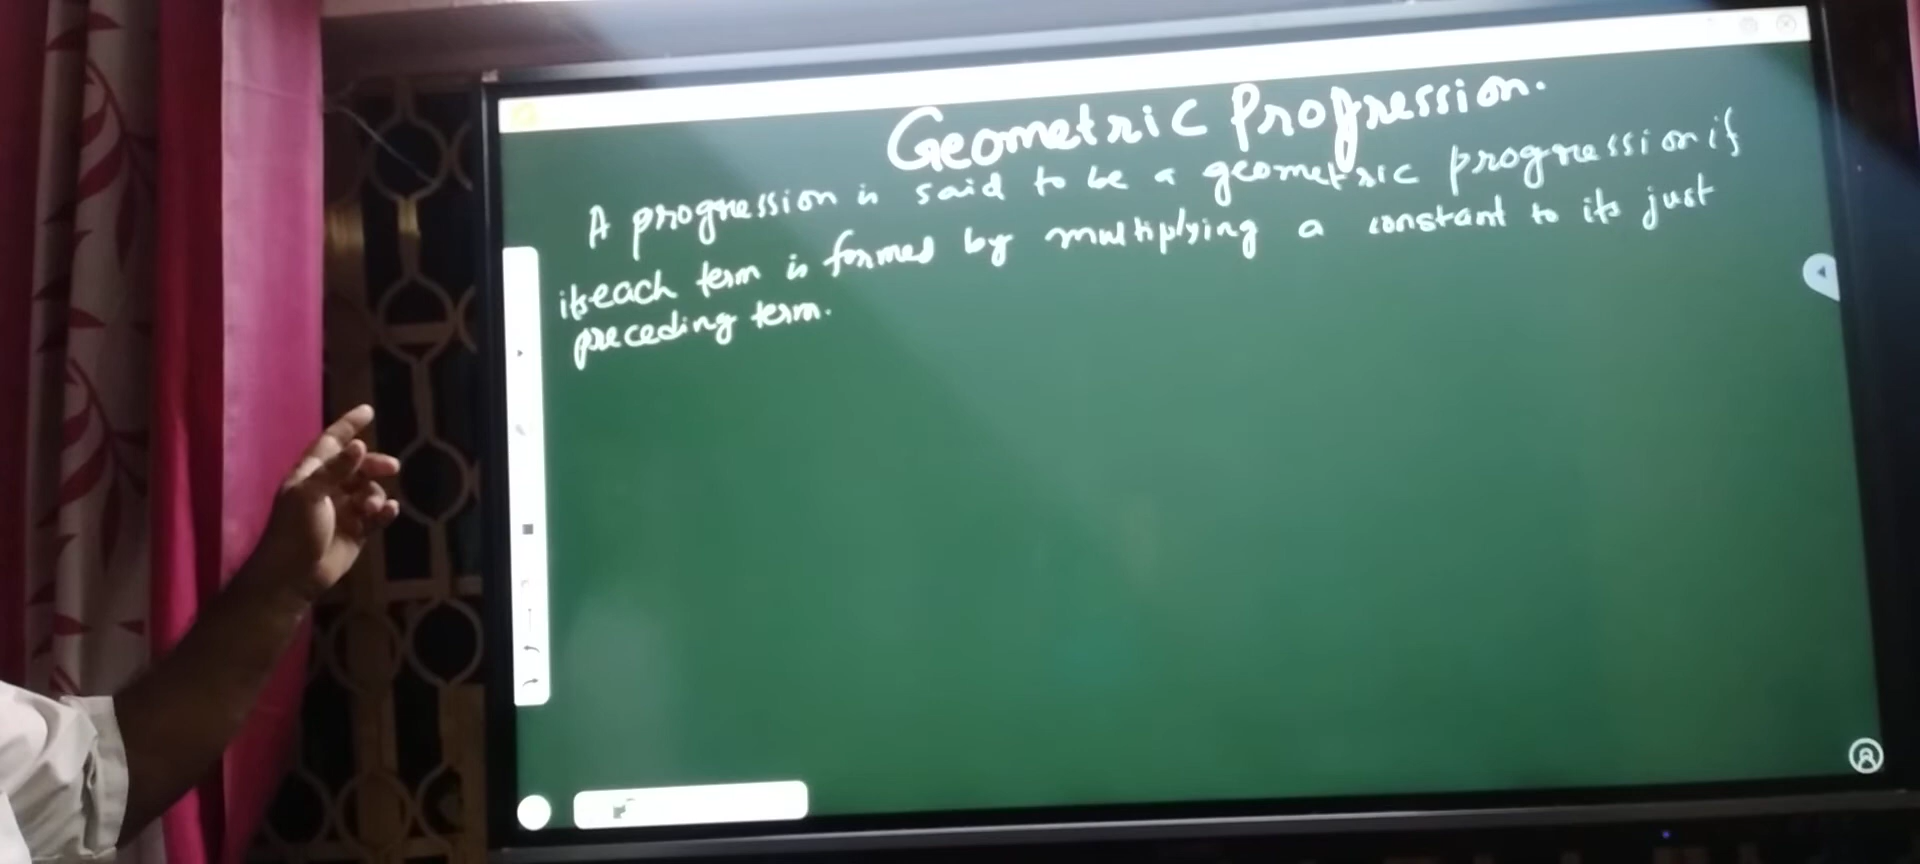 Geometric Progression.
A progression is said to be a geometric progression if
its each term is formed by multiplying a constant to its just
preceding term.